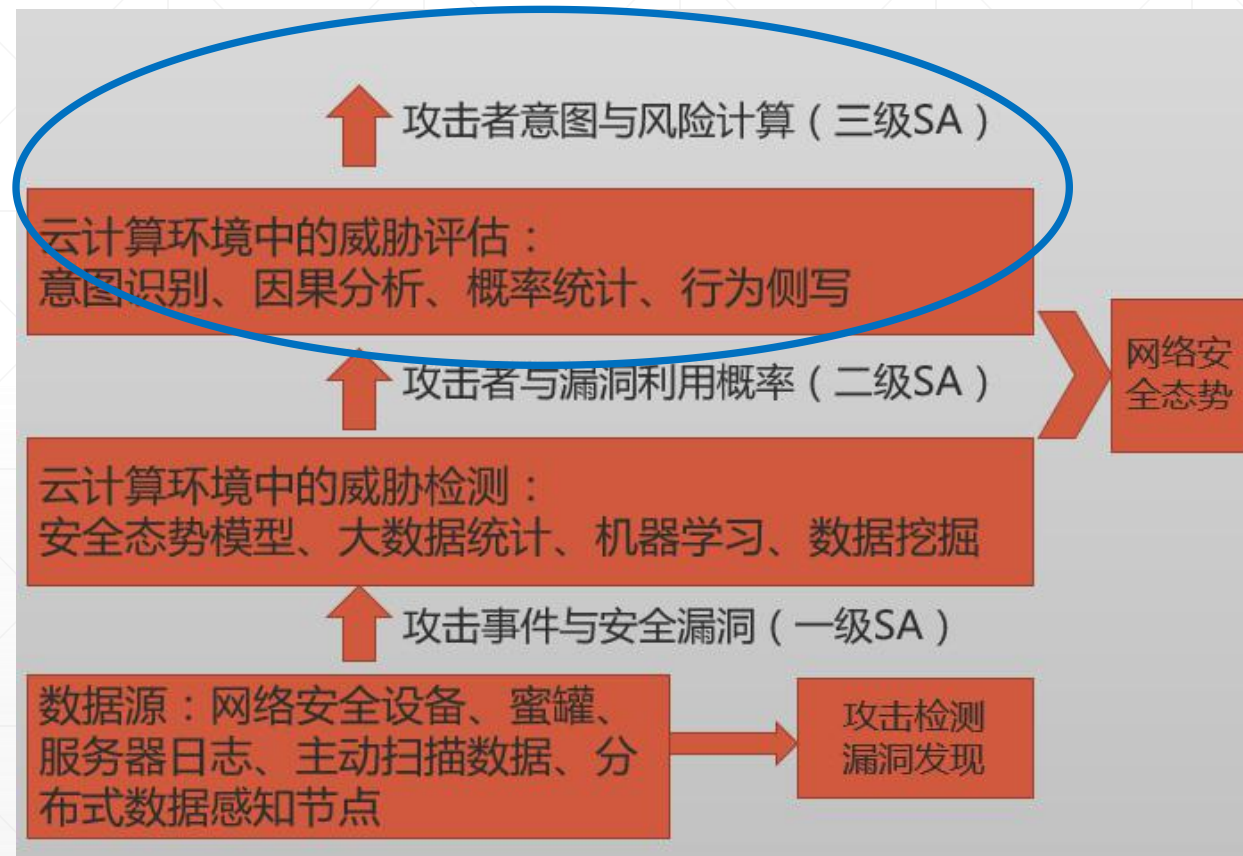 攻击者意图与风险计算（三级SA）
云计算环境中的威胁评估：
意图识别、因果分析、概率统计、行为侧写
攻击者与漏洞利用概率（二级SA）
网络安
全态势
云计算环境中的威胁检测：
安全态势模型、大数据统计、机器学习、数据挖掘
攻击事件与安全漏洞（一级SA）
数据源：网络安全设备、蜜罐、
服务器日志、主动扫描数据、分
布式数据感知节点
攻击检测
漏洞发现